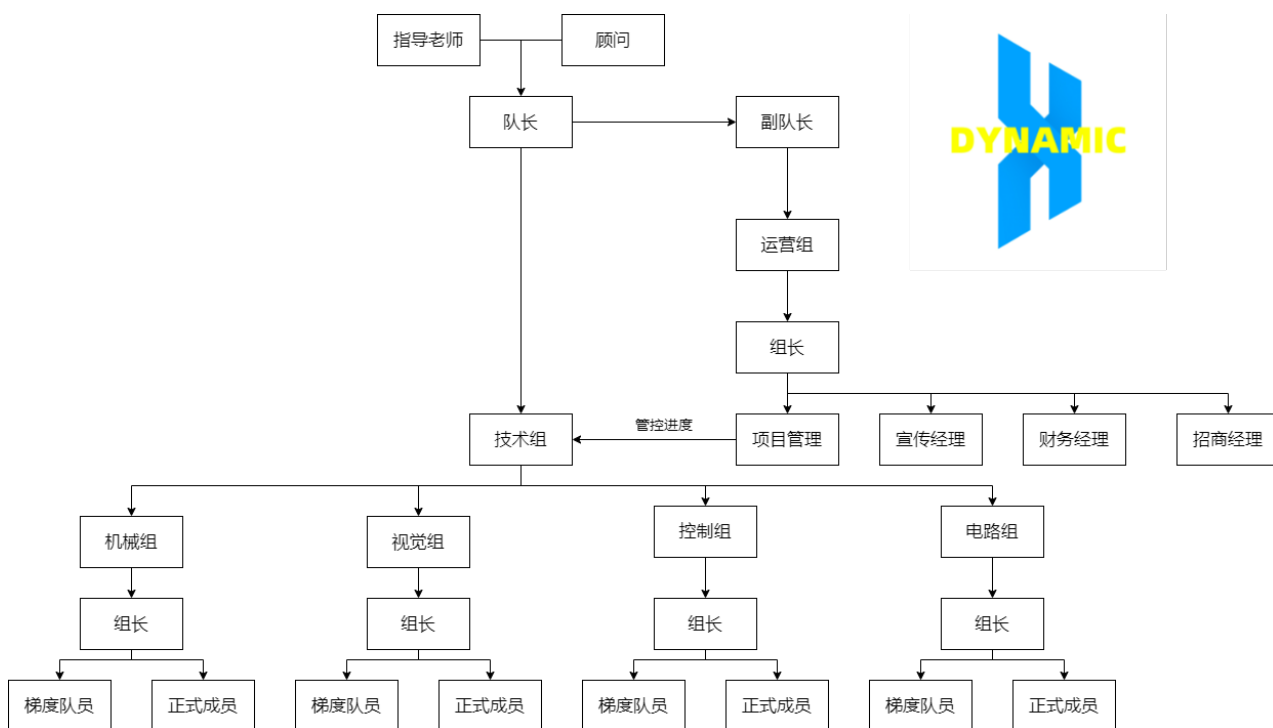 指导老师
顾问
队长
副队长
DYNAMIC
运营组
组长
技术组
管控进度
项目管理
宣传经理
财务经理
招商经理
机械组
视觉组
控制组
电路组
组长
组长
组长
组长
梯度队员
正式成员
梯度队员
正式成员
梯度队员
正式成员
梯度队员
正式成员